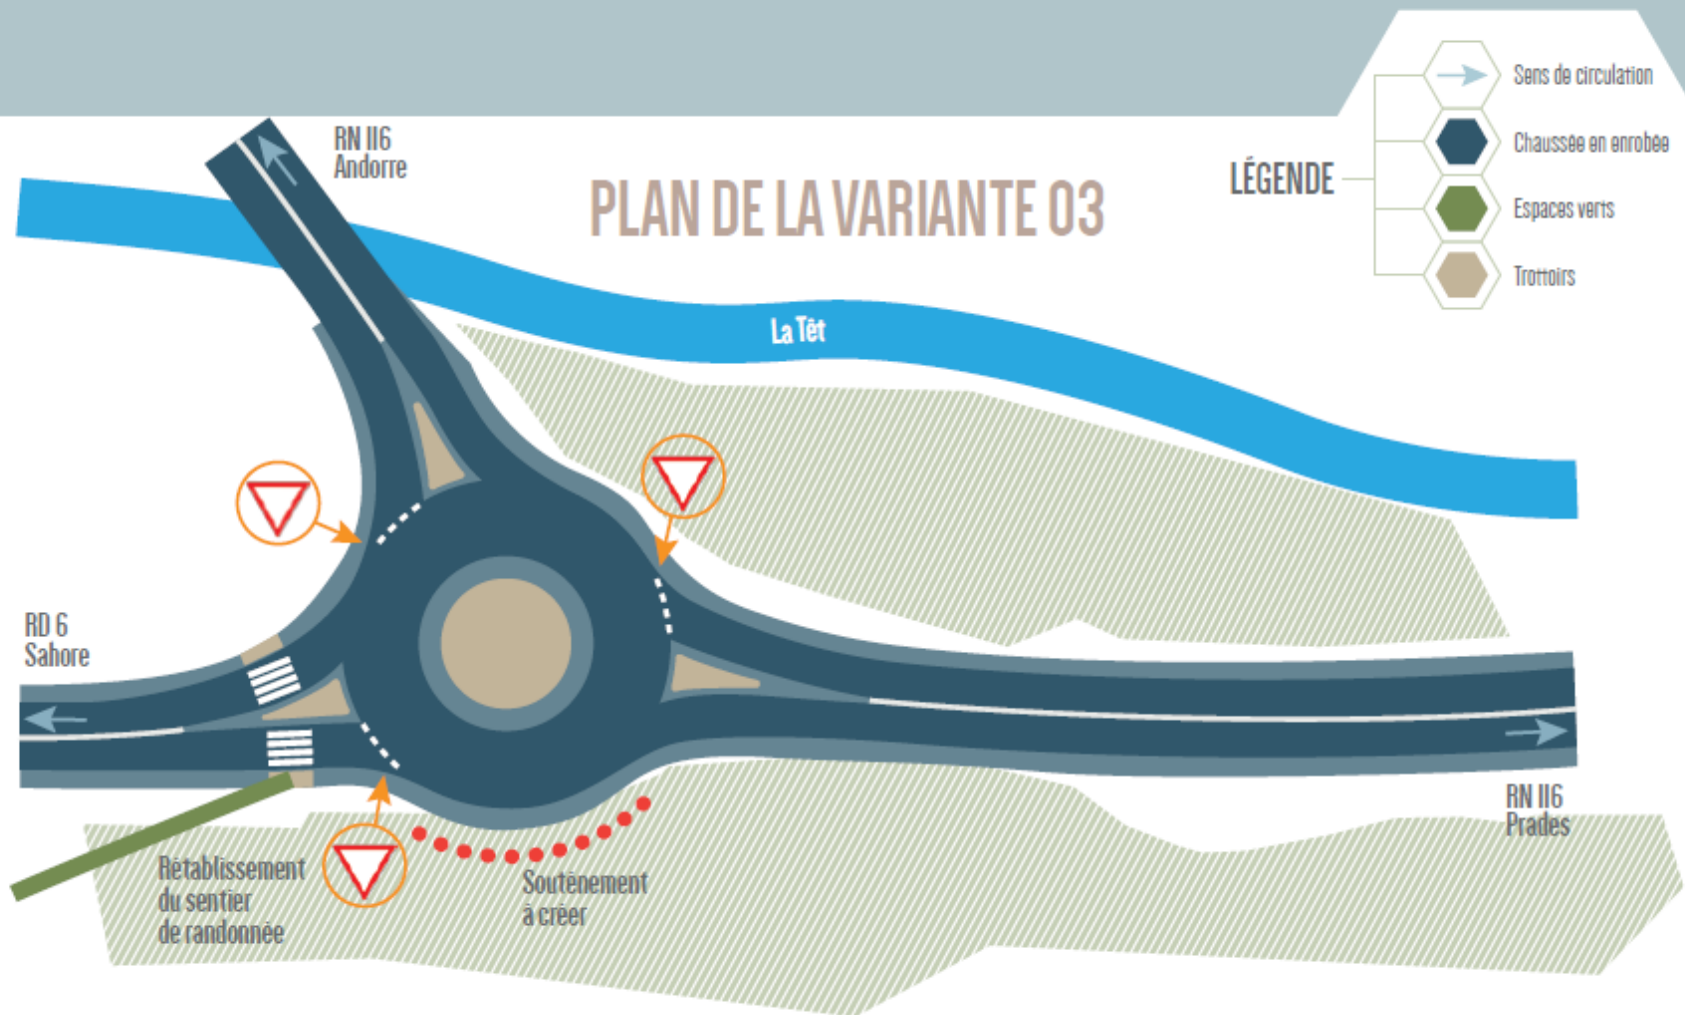 RN 116
Andorre
PLAN DE LA VARIANTE 03
LÉGENDE
Sens de circulation
Chaussée en enrobée
Espaces verts
Trottoirs
La Têt
RD 6
Sahore
RN 116
Prades
Rétablissement
du sentier
de randonnée
Soutènement
à créer